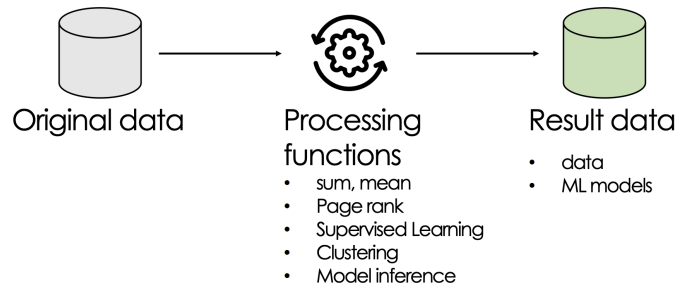 Original data
Processing
functions
• sum, mean
• Page rank
• Supervised Learning
• Clustering
• Model inference
Result data
• data
• ML models